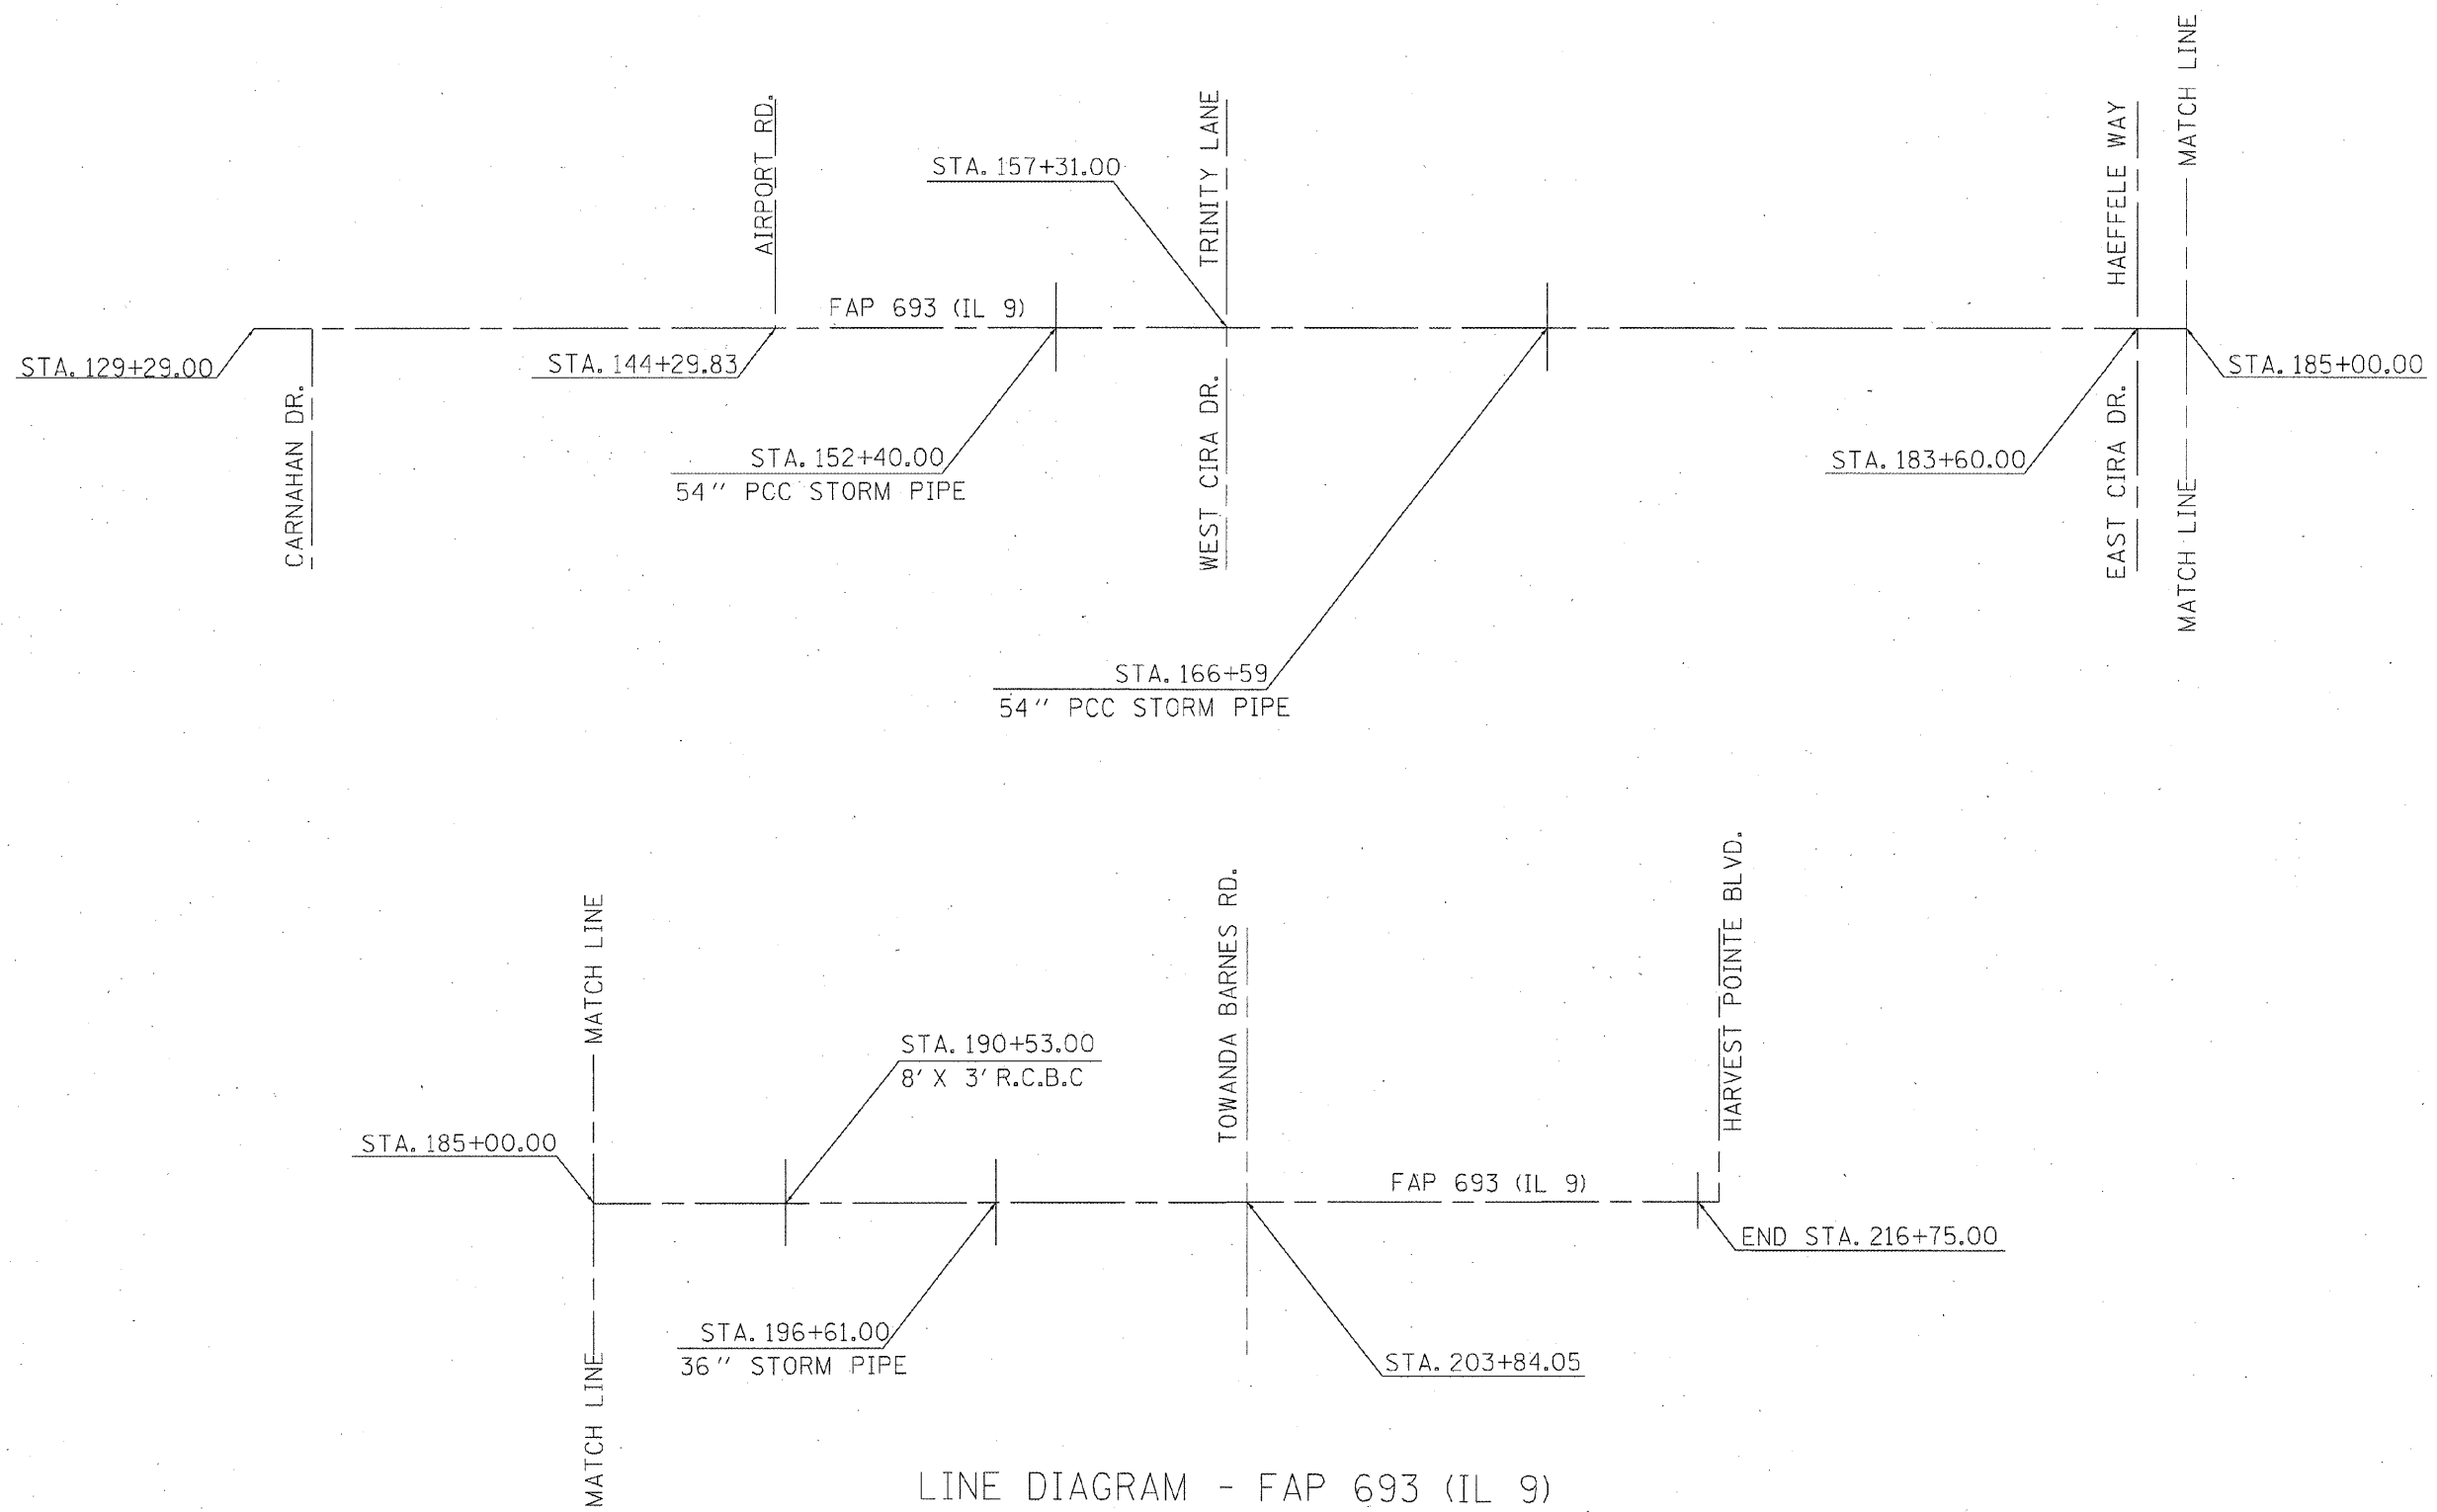 MATCH LINE
AIRPORT RD.
TRINITY LANE
HAEFFELE WAY
STA. 157+31.00
FAP 693 (IL 9)
STA. 129+29.00
STA. 144+29.83
STA. 185+00.00
CARNAHAN DR.
WEST CIRA DR.
EAST CIRA DR.
MATCH LINE
STA. 152+40.00
54" PCC STORM PIPE
STA. 183+60.00
STA. 166+59
54" PCC STORM PIPE
MATCH LINE
TOWANDA BARNES RD.
HARVEST POINTE BLVD.
STA. 190+53.00
8' X 3' R.C.B.C
STA. 185+00.00
FAP 693 (IL 9)
END STA. 216+75.00
STA. 196+61.00
36" STORM PIPE
STA. 203+84.05
MATCH LINE
LINE DIAGRAM - FAP 693 (IL 9)